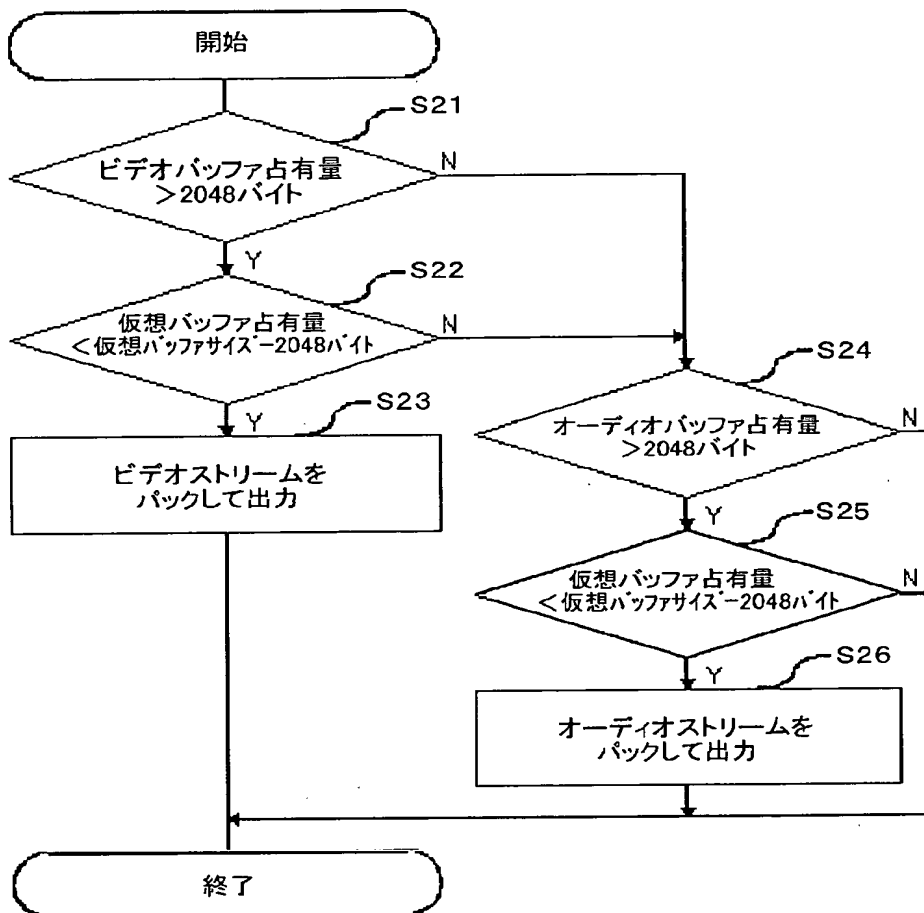 開始
S21
ビデオバッファ占有量
>2048バイト
N
Y
S22
仮想バッファ占有量
<仮想バッファサイズ-2048バイト
N
Y
S23
ビデオストリームを
パックして出力
S24
オーディオバッファ占有量
>2048バイト
N
Y
S25
仮想バッファ占有量
<仮想バッファサイズ-2048バイト
N
Y
S26
オーディオストリームを
パックして出力
終了